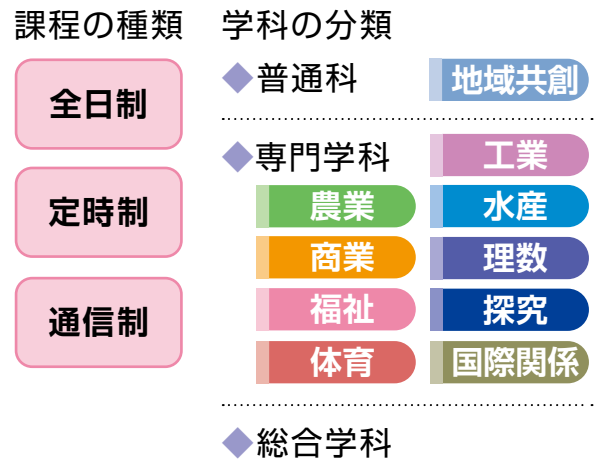 課程の種類
全日制
定時制
通信制
学科の分類
◆普通科
地域共創
◆専門学科
工業
農業
水産
商業
理数
福祉
探究
体育
国際関係
◆総合学科